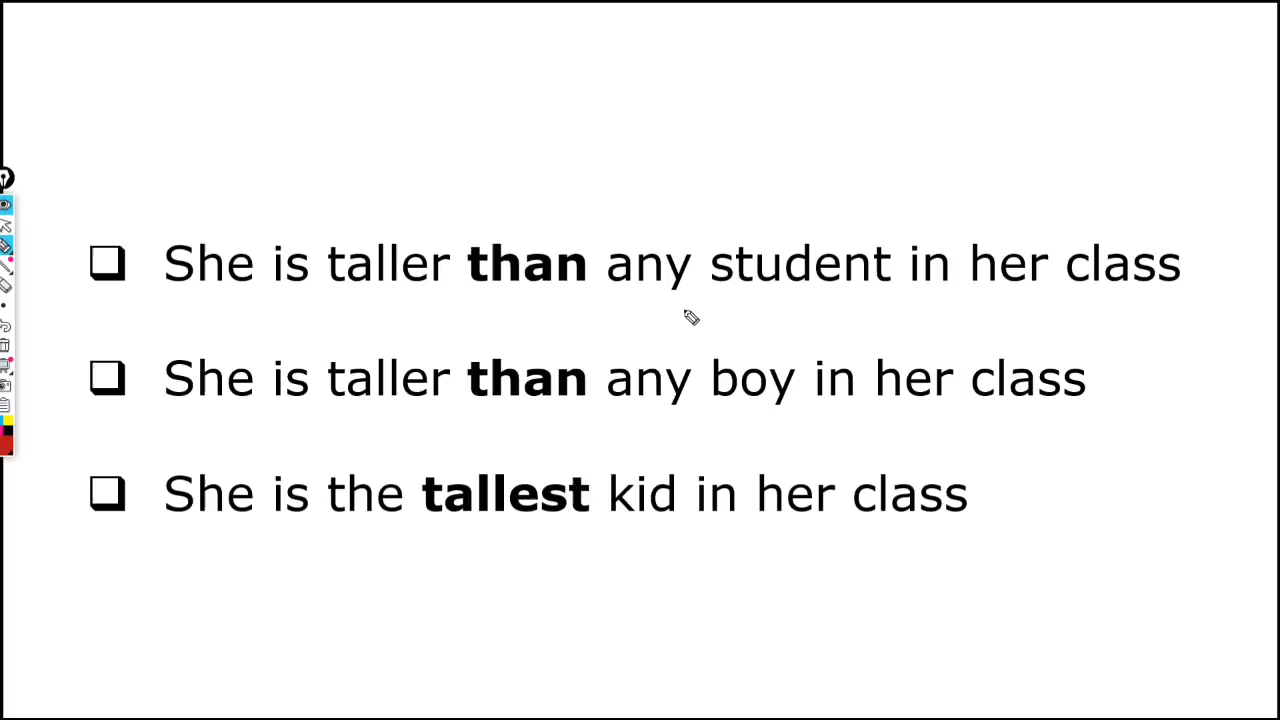 She is taller than any student in her class
She is taller than any boy in her class
She is the tallest kid in her class